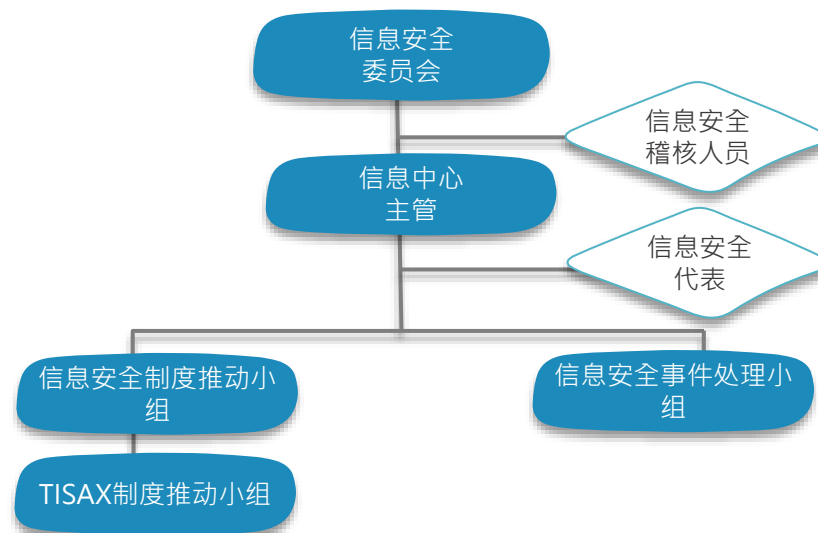 信息安全
委员会
信息安全
稽核人员
信息中心
主管
信息安全
代表
信息安全制度推动小
组
信息安全事件处理小
组
TISAX制度推动小组